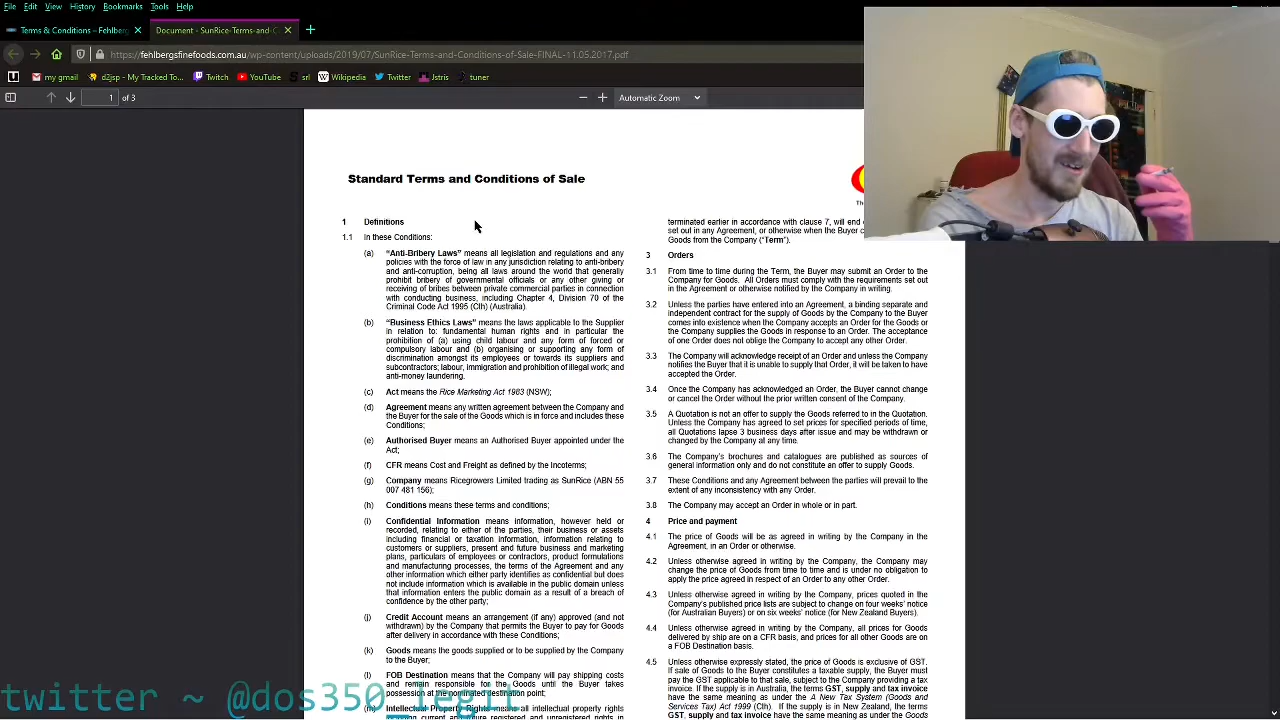 File Edit View History Bookmarks Tools Help
Terms & Conditions – Fehlberg
Document - SunRice-Terms-and-C
https://fehlbergsfinefoods.com.au/wp-content/uploads/2019/07/SunRice-Terms-and-Conditions-of-Sale-FINAL-11.05.2017.pdf
my gmail d2jsp - My Tracked To... Twitch YouTube srl Wikipedia Twitter Jstris tuner
1 of 3
Automatic Zoom
Standard Terms and Conditions of Sale
1 Definitions
1.1 In these Conditions:
(a) “Anti-Bribery Laws” means all legislation and regulations and any
policies with the force of law in any jurisdiction relating to anti-bribery
and anti-corruption, being all laws around the world that generally
prohibit bribery of governmental officials or any other giving or
receiving of bribes between private commercial parties in connection
with conducting business, including Chapter 4, Division 70 of the
Criminal Code Act 1995 (Cth) (Australia).
(b) “Business Ethics Laws” means the laws applicable to the Supplier
in relation to: fundamental human rights and in particular the
prohibition of (a) using child labour and any form of forced or
compulsory labour and (b) organising or supporting any form of
discrimination amongst its employees or towards its suppliers and
subcontractors; labour, immigration and prohibition of illegal work; and
anti-money laundering.
(c) Act means the Rice Marketing Act 1983 (NSW);
(d) Agreement means any written agreement between the Company and
the Buyer for the sale of the Goods which is in force and includes these
Conditions;
(e) Authorised Buyer means an Authorised Buyer appointed under the
Act;
(f) CFR means Cost and Freight as defined by the Incoterms;
(g) Company means Ricegrowers Limited trading as SunRice (ABN 55
007 481 156);
(h) Conditions means these terms and conditions;
(i) Confidential Information means information, however held or
recorded, relating to either of the parties, their business or assets
including financial or taxation information, information relating to
customers or suppliers, present and future business and marketing
plans, particulars of employees or contractors, product formulations
and manufacturing processes, the terms of the Agreement and any
other information which either party identifies as confidential but does
not include information which is available in the public domain unless
that information enters the public domain as a result of a breach of
confidence by the other party;
(j) Credit Account means an arrangement (if any) approved (and not
withdrawn) by the Company that permits the Buyer to pay for Goods
after delivery in accordance with these Conditions;
(k) Goods means the goods supplied or to be supplied by the Company
to the Buyer;
(l) FOB Destination means that the Company will pay shipping costs
and remain responsible for the Goods until the Buyer takes
possession at the nominated destination point;
Intellectual Property Rights means all intellectual property rights
including current and future registered and unregistered rights in
terminated earlier in accordance with clause 7, will end
set out in any Agreement, or otherwise when the Buyer
Goods from the Company (“Term”).
3 Orders
3.1 From time to time during the Term, the Buyer may submit an Order to the
Company for Goods. All Orders must comply with the requirements set out
in the Agreement or otherwise notified by the Company in writing.
3.2 Unless the parties have entered into an Agreement, a binding separate and
independent contract for the supply of Goods by the Company to the Buyer
comes into existence when the Company accepts an Order for the Goods or
the Company supplies the Goods in response to an Order. The acceptance
of one Order does not oblige the Company to accept any other Order.
3.3 The Company will acknowledge receipt of an Order and unless the Company
notifies the Buyer that it is unable to supply that Order, it will be taken to have
accepted the Order.
3.4 Once the Company has acknowledged an Order, the Buyer cannot change
or cancel the Order without the prior written consent of the Company.
3.5 A Quotation is not an offer to supply the Goods referred to in the Quotation.
Unless the Company has agreed to set prices for specified periods of time,
all Quotations lapse 3 business days after issue and may be withdrawn or
changed by the Company at any time.
3.6 The Company's brochures and catalogues are published as sources of
general information only and do not constitute an offer to supply Goods.
3.7 These Conditions and any Agreement between the parties will prevail to the
extent of any inconsistency with any Order.
3.8 The Company may accept an Order in whole or in part.
4 Price and payment
4.1 The price of Goods will be as agreed in writing by the Company in the
Agreement, in an Order or otherwise.
4.2 Unless otherwise agreed in writing by the Company, the Company may
change the price of Goods from time to time and is under no obligation to
apply the price agreed in respect of an Order to any other Order.
4.3 Unless otherwise agreed in writing by the Company, prices quoted in the
Company's published price lists are subject to change on four weeks' notice
(for Australian Buyers) or on six weeks' notice (for New Zealand Buyers).
4.4 Unless otherwise agreed in writing by the Company, all prices for Goods
delivered by ship are on a CFR basis, and prices for all other Goods are on
a FOB Destination basis.
4.5 Unless otherwise expressly stated, the price of Goods is exclusive of GST.
If sale of Goods to the Buyer constitutes a taxable supply, the Buyer must
pay the GST applicable to that sale, subject to the Company providing a tax
invoice. If the supply is in Australia, the terms GST, supply and tax invoice
have the same meaning as under the A New Tax System (Goods and
Services Tax) Act 1999 (Cth). If the supply is in New Zealand, the terms
GST, supply and tax invoice have the same meaning as under the Goods
twitter ~ @dos350_legit